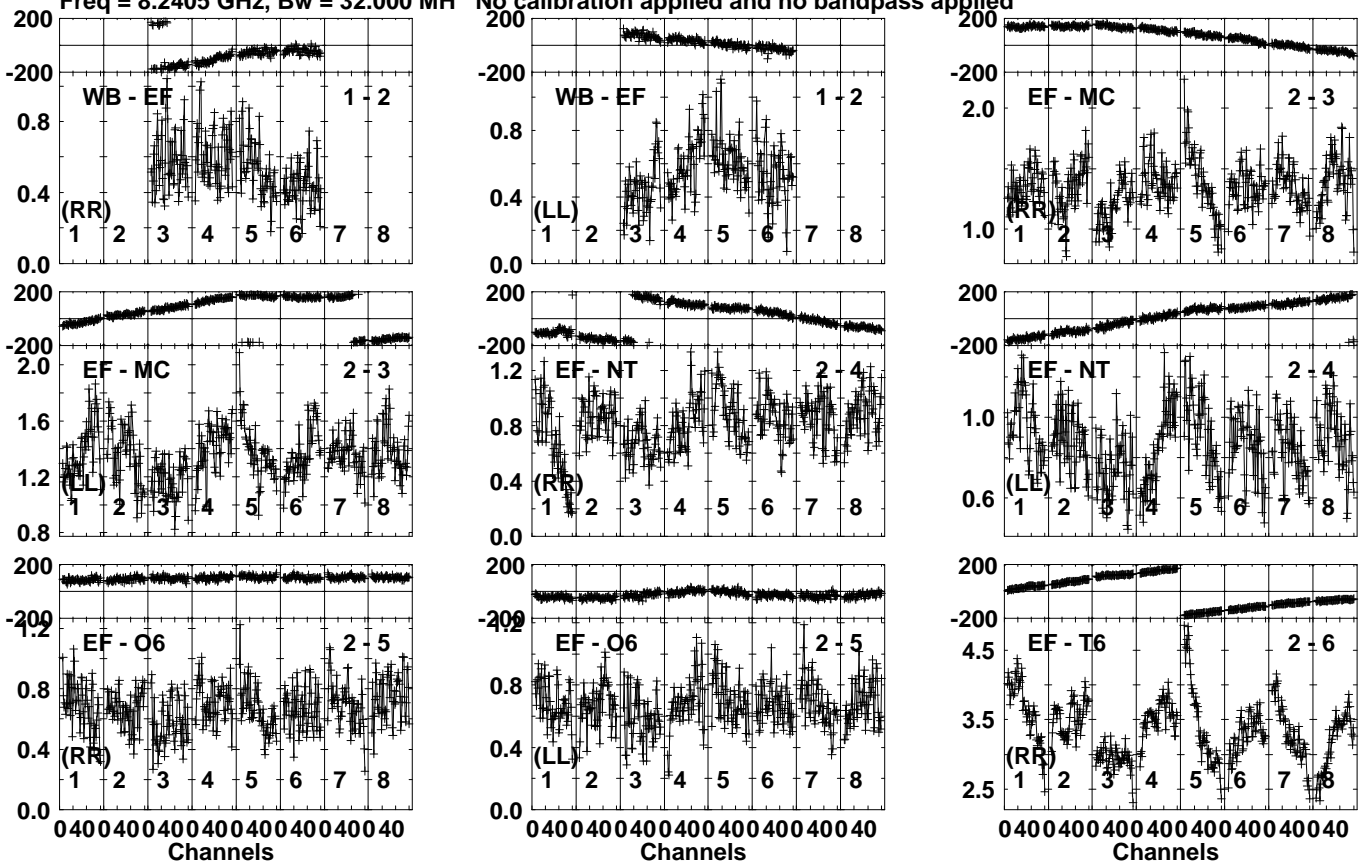 Freq = 8.2405 GHz, Bw = 32.000 MH No calibration applied and no bandpass applied
200
-200
WB - EF 1 - 2
0.8
0.4
(RR)
1 2 3 4 5 6 7 8
0.0
200
-200
WB - EF 1 - 2
0.8
0.4
(LL)
1 2 3 4 5 6 7 8
0.0
200
-200
EF - MC 2 - 3
2.0
(RR)
1.0
1 2 3 4 5 6 7 8
200
-200
2.0
EF - MC 2 - 3
1.6
1.2
(LL)
1 2 3 4 5 6 7 8
0.8
200
-200
1.2
EF - NT 2 - 4
0.8
0.4
(RR)
1 2 3 4 5 6 7 8
0.0
200
-200
EF - NT 2 - 4
1.0
0.6
(LL)
1 2 3 4 5 6 7 8
200
-200
1.2
EF - O6 2 - 5
0.8
0.4
(RR)
1 2 3 4 5 6 7 8
0.0
0 40 0 40 0 40 0 40 0 40 0 40 0 40 0 40
Channels
200
-200
1.2
EF - O6 2 - 5
0.8
0.4
(LL)
1 2 3 4 5 6 7 8
0.0
0 40 0 40 0 40 0 40 0 40 0 40 0 40 0 40
Channels
200
-200
EF - T6 2 - 6
4.5
3.5
(RR)
2.5
1 2 3 4 5 6 7 8
0 40 0 40 0 40 0 40 0 40 0 40 0 40 0 40
Channels